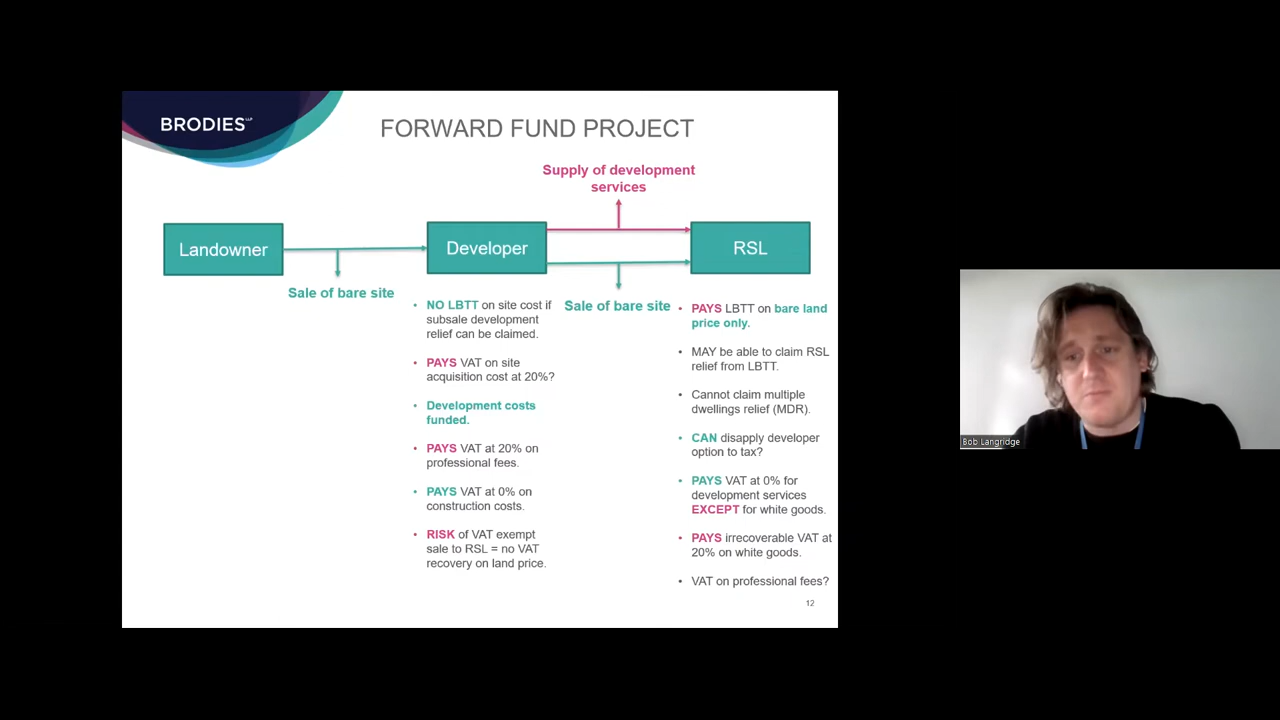 BRODIES LLP
FORWARD FUND PROJECT
Supply of development
services
Landowner
Developer
RSL
Sale of bare site
Sale of bare site
• NO LBTT on site cost if
subsale development
relief can be claimed.
• PAYS VAT on site
acquisition cost at 20%?
• Development costs
funded.
• PAYS VAT at 20% on
professional fees.
• PAYS VAT at 0% on
construction costs.
• RISK of VAT exempt
sale to RSL = no VAT
recovery on land price.
• PAYS LBTT on bare land
price only.
• MAY be able to claim RSL
relief from LBTT.
• Cannot claim multiple
dwellings relief (MDR).
• CAN disapply developer
option to tax?
• PAYS VAT at 0% for
development services
EXCEPT for white goods.
• PAYS irrecoverable VAT at
20% on white goods.
• VAT on professional fees?
12
Bob Langridge